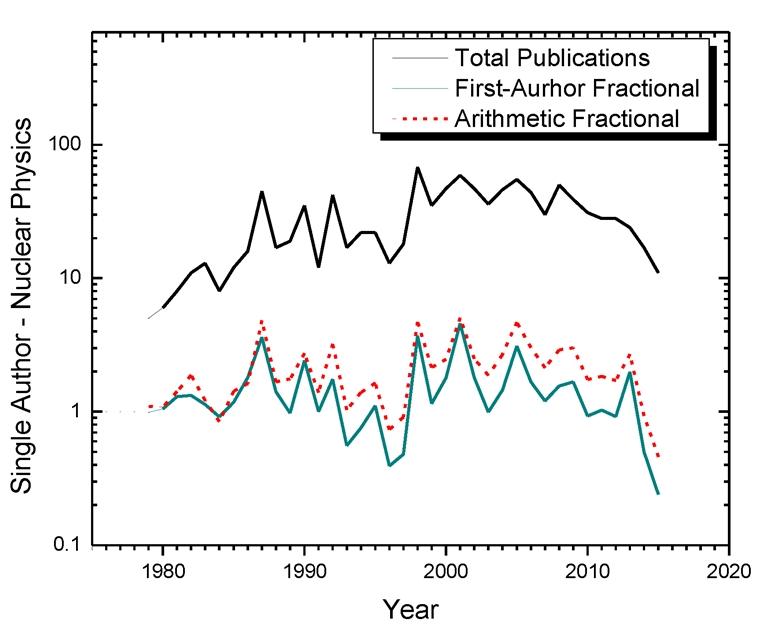 Total Publications
First-Aurhor Fractional
Arithmetic Fractional
Single Author - Nuclear Physics
100
10
1
0.1
1980 1990 2000 2010 2020
Year